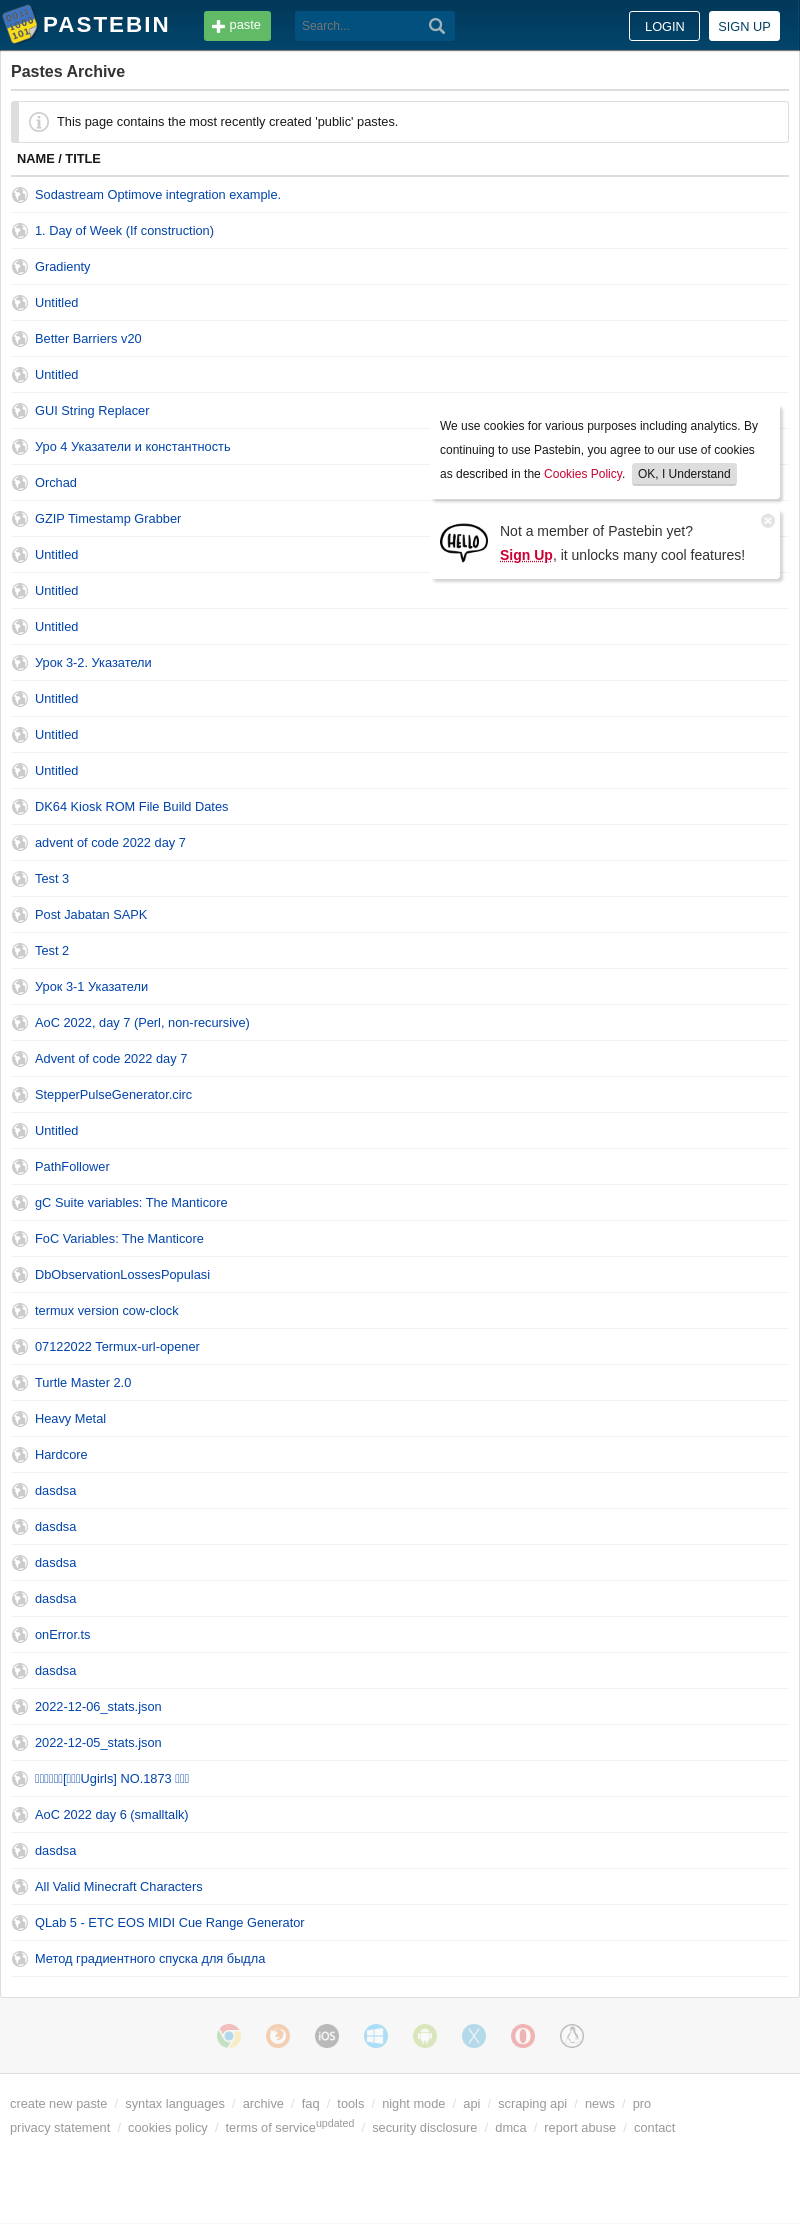 PASTEBIN
paste
Search...
LOGIN
SIGN UP
Pastes Archive
This page contains the most recently created 'public' pastes.
NAME / TITLE
Sodastream Optimove integration example.
1. Day of Week (If construction)
Gradienty
Untitled
Better Barriers v20
Untitled
GUI String Replacer
Уро 4 Указатели и константность
Orchad
GZIP Timestamp Grabber
Untitled
Untitled
Untitled
Урок 3-2. Указатели
Untitled
Untitled
Untitled
DK64 Kiosk ROM File Build Dates
advent of code 2022 day 7
Test 3
Post Jabatan SAPK
Test 2
Урок 3-1 Указатели
AoC 2022, day 7 (Perl, non-recursive)
Advent of code 2022 day 7
StepperPulseGenerator.circ
Untitled
PathFollower
gC Suite variables: The Manticore
FoC Variables: The Manticore
DbObservationLossesPopulasi
termux version cow-clock
07122022 Termux-url-opener
Turtle Master 2.0
Heavy Metal
Hardcore
dasdsa
dasdsa
dasdsa
dasdsa
onError.ts
dasdsa
2022-12-06_stats.json
2022-12-05_stats.json
[Ugirls] NO.1873
AoC 2022 day 6 (smalltalk)
dasdsa
All Valid Minecraft Characters
QLab 5 - ETC EOS MIDI Cue Range Generator
Метод градиентного спуска для быдла
We use cookies for various purposes including analytics. By
continuing to use Pastebin, you agree to our use of cookies
as described in the Cookies Policy. OK, I Understand
HELLO
Not a member of Pastebin yet?
Sign Up, it unlocks many cool features!
iOS
create new paste / syntax languages / archive / faq / tools / night mode / api / scraping api / news / pro
privacy statement / cookies policy / terms of service updated / security disclosure / dmca / report abuse / contact